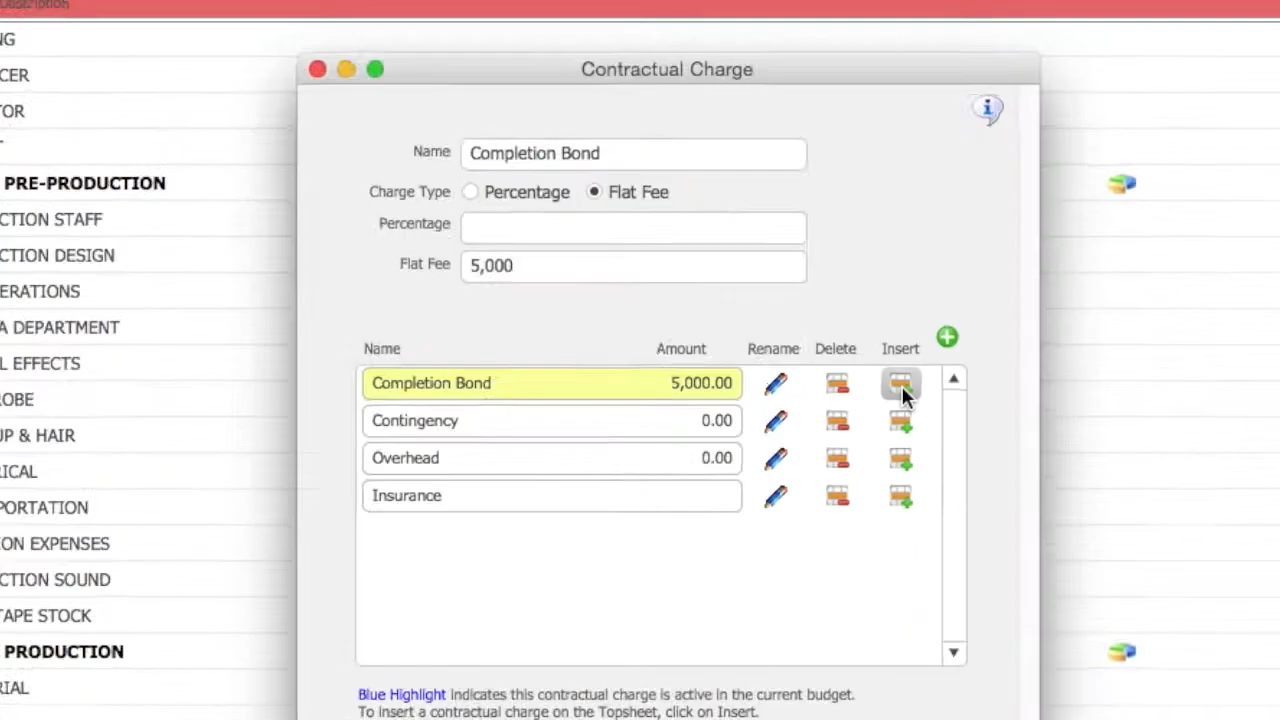 Description
NG
CER
TOR
T
PRE-PRODUCTION
CTION STAFF
CTION DESIGN
ERATIONS
A DEPARTMENT
L EFFECTS
ROBE
UP & HAIR
RICAL
PORTATION
ON EXPENSES
CTION SOUND
TAPE STOCK
PRODUCTION
RIAL
Contractual Charge
Name Completion Bond
Charge Type Percentage Flat Fee
Percentage
Flat Fee 5,000
Name Amount Rename Delete Insert
Completion Bond 5,000.00
Contingency 0.00
Overhead 0.00
Insurance
Blue Highlight indicates this contractual charge is active in the current budget.
To insert a contractual charge on the Topsheet, click on Insert.